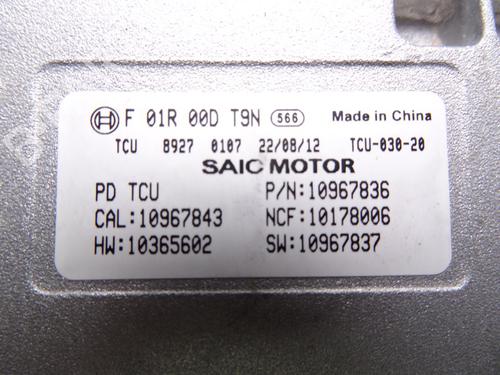 F 01R 00D T9N 566 Made in China
TCU 8927 0107 22/08/12 TCU-030-20
SAIC MOTOR
PD TCU P/N:10967836
CAL:10967843 NCF:10178006
HW:10365602 SW:10967837